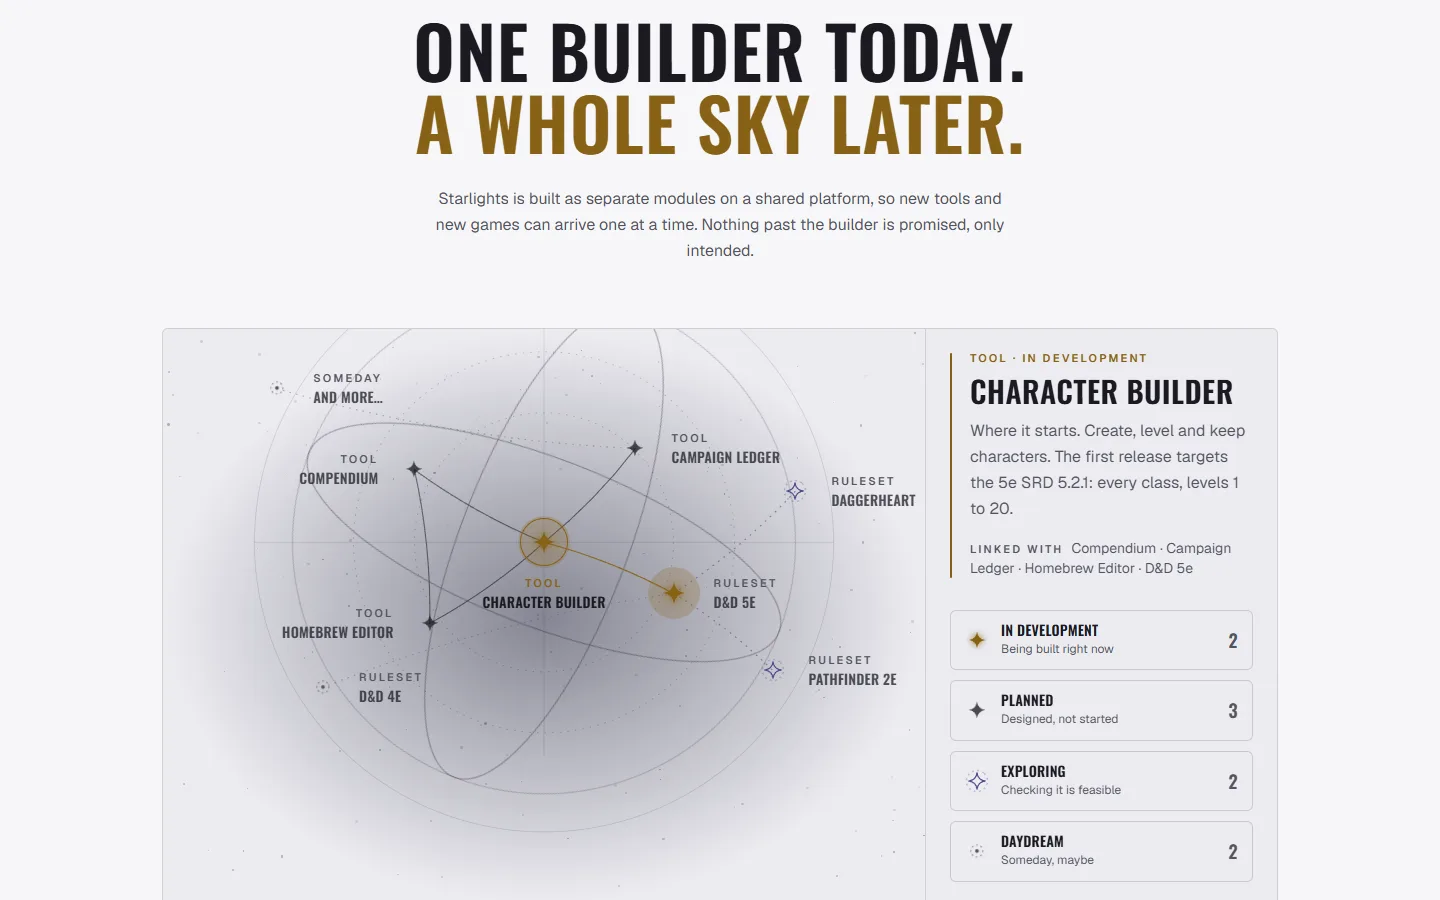 ONE BUILDER TODAY.
A WHOLE SKY LATER.
Starlights is built as separate modules on a shared platform, so new tools and
new games can arrive one at a time. Nothing past the builder is promised, only
intended.
SOMEDAY
AND MORE...
TOOL
COMPENDIUM
TOOL
CAMPAIGN LEDGER
RULESET
DAGGERHEART
TOOL
CHARACTER BUILDER
RULESET
D&D 5E
TOOL
HOMEBREW EDITOR
RULESET
D&D 4E
RULESET
PATHFINDER 2E
TOOL · IN DEVELOPMENT
CHARACTER BUILDER
Where it starts. Create, level and keep
characters. The first release targets
the 5e SRD 5.2.1: every class, levels 1
to 20.
LINKED WITH Compendium · Campaign
Ledger · Homebrew Editor · D&D 5e
IN DEVELOPMENT
Being built right now
2
PLANNED
Designed, not started
3
EXPLORING
Checking it is feasible
2
DAYDREAM
Someday, maybe
2